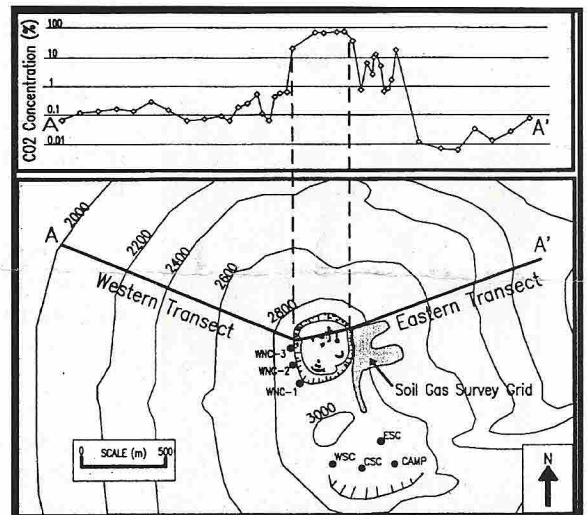 CO2 Concentration (%)
100
10
1
0.1
0.01
A
A'
A
A'
2000
2200
2400
2600
2800
3000
Western Transect
Eastern Transect
WNC-3
WNC-2
WNC-1
Soil Gas Survey Grid
ESC
WSC
CSC
CAMP
SCALE (m)
0 500
N